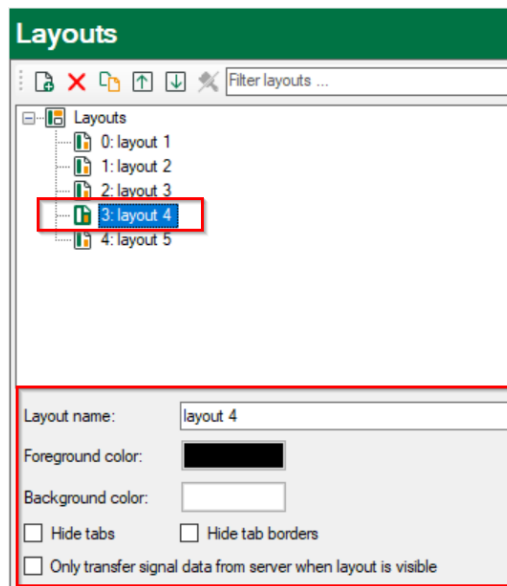 Layouts
Filter layouts ...
Layouts
0: layout 1
1: layout 2
2: layout 3
3: layout 4
4: layout 5
Layout name: layout 4
Foreground color:
Background color:
Hide tabs Hide tab borders
Only transfer signal data from server when layout is visible